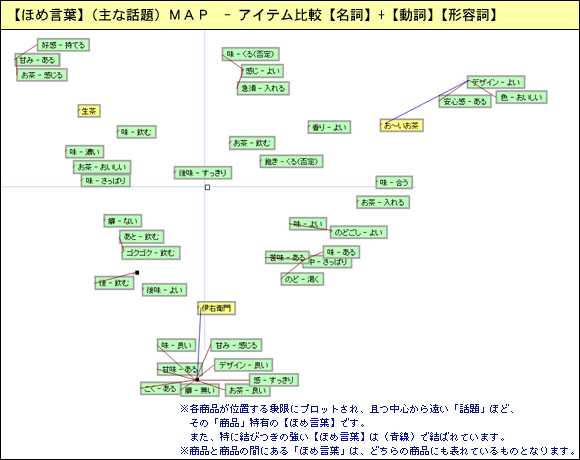 【ほめ言葉】（主な話題）ＭＡＰ － アイテム比較【名詞】＋【動詞】【形容詞】
好感 - 持てる
甘み - ある
お茶 - 感じる
味 - くる(否定)
感じ - よい
急須 - 入れる
デザイン - よい
安心感 - ある
色 - おいしい
生茶
お～いお茶
味 - 飲む
香り - よい
お茶 - 飲む
味 - 濃い
飽き - くる(否定)
お茶 - おいしい
後味 - すっきり
味 - さっぱり
味 - 合う
お茶 - 入れる
癖 - ない
味 - よい
あと - 飲む
のどごし - よい
ゴクゴク - 飲む
味 - ある
苦味 - ある
中 - さっぱり
のど - 渇く
後 - 飲む
後味 - よい
伊右衛門
味 - 良い
甘み - 感じる
デザイン - 良い
甘味 - ある
感 - すっきり
こく - ある
癖 - 無い
お茶 - 良い
※各商品が位置する象限にプロットされ、且つ中心から遠い「話題」ほど、
その「商品」特有の【ほめ言葉】です。
また、特に結びつきの強い【ほめ言葉】は（青線）で結ばれています。
※商品と商品の間にある「ほめ言葉」は、どちらの商品にも表れているものとなります。